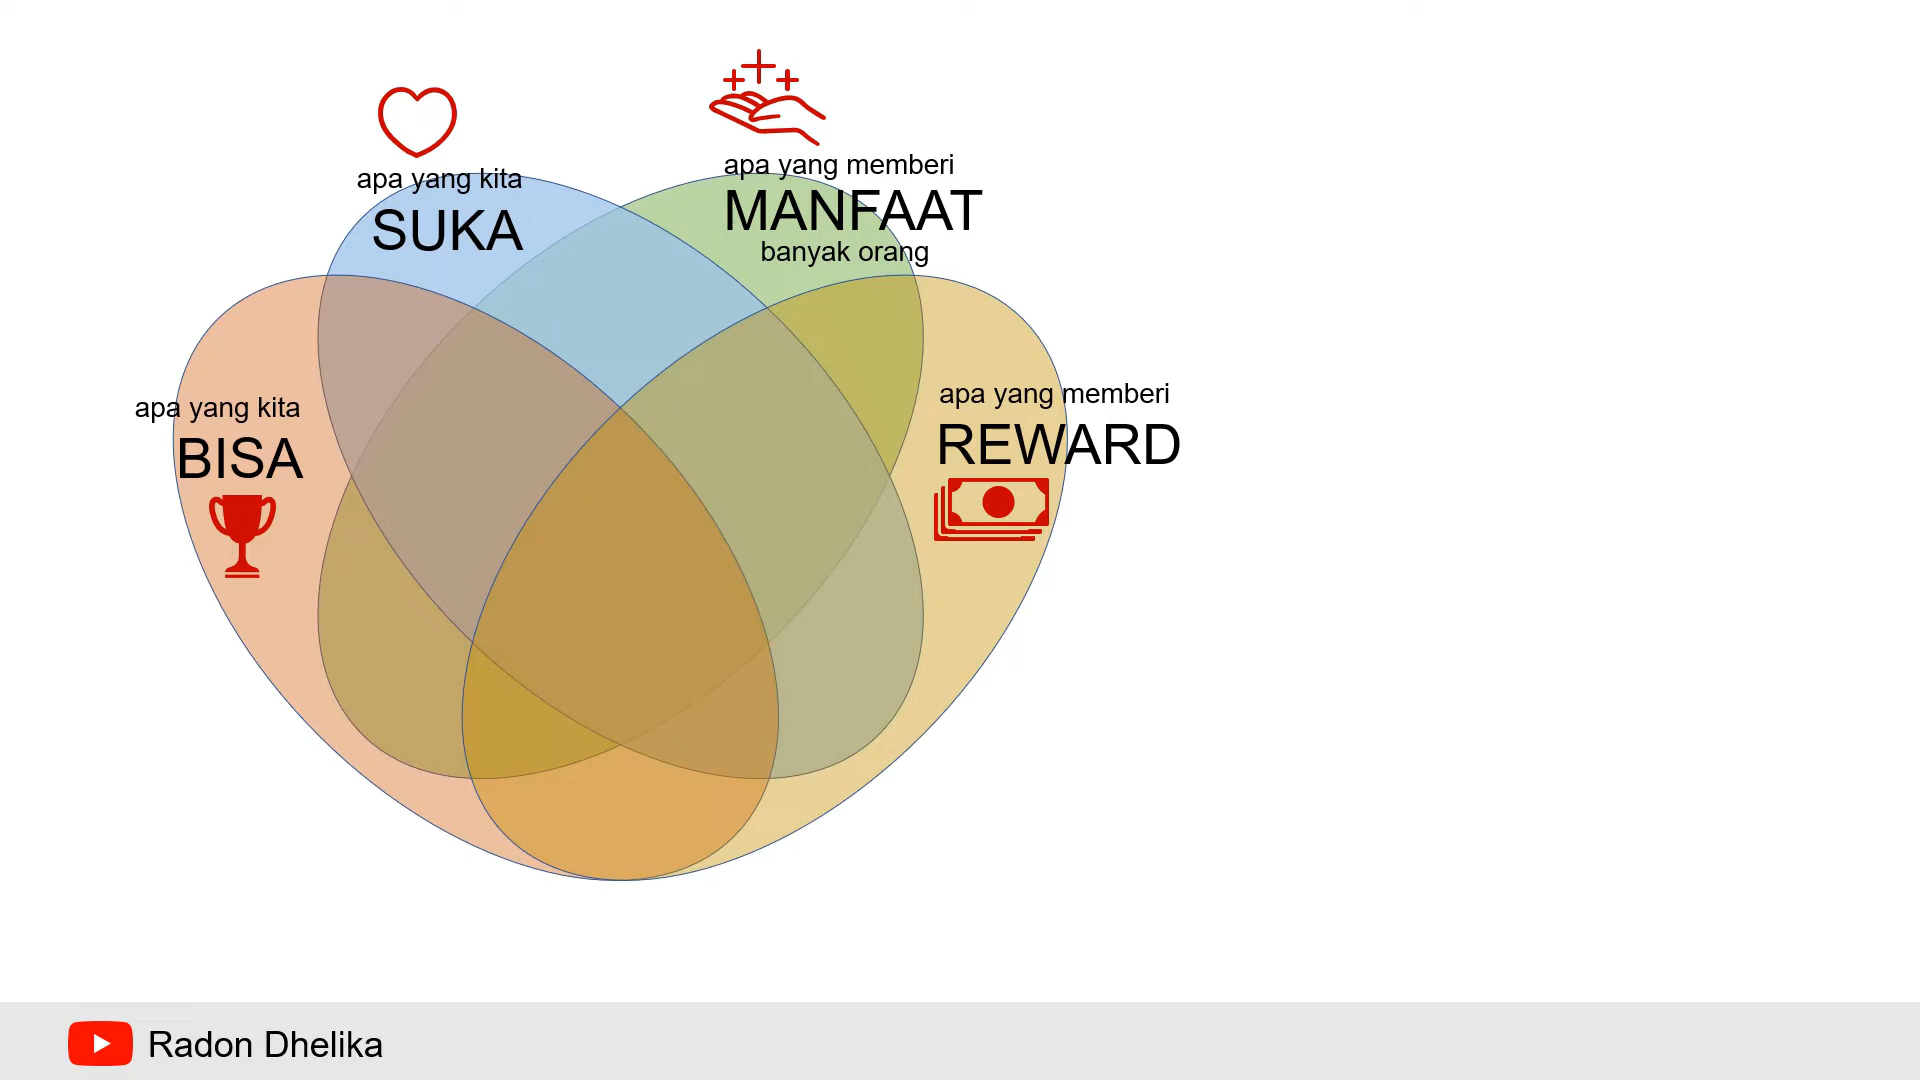 apa yang kita
SUKA
apa yang memberi
MANFAAT
banyak orang
apa yang kita
BISA
apa yang memberi
REWARD
Radon Dhelika